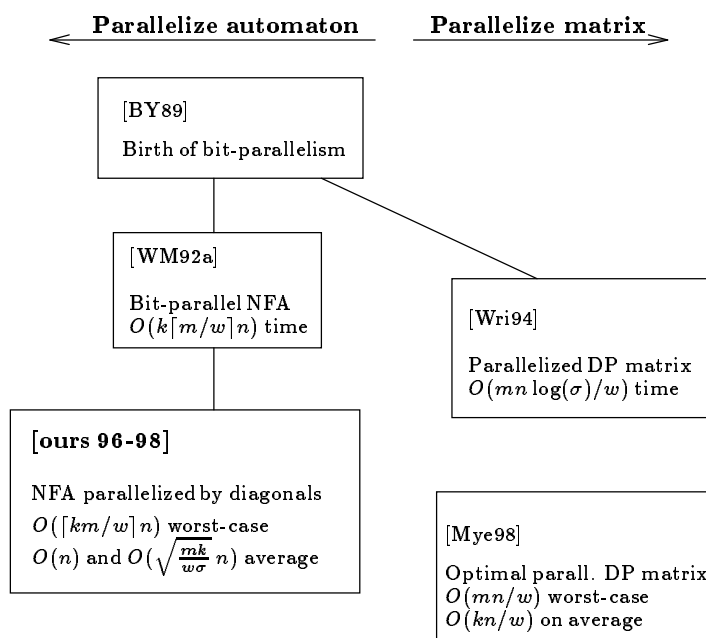 Parallelize automaton
Parallelize matrix
[BY89]
Birth of bit-parallelism
[WM92a]
Bit-parallel NFA
O(k⌈m/w⌉n) time
[Wri94]
Parallelized DP matrix
O(mn log(σ)/w) time
[ours 96-98]
NFA parallelized by diagonals
O(⌈km/w⌉n) worst-case
O(n) and O(√(mk/wσ) n) average
[Mye98]
Optimal parall. DP matrix
O(mn/w) worst-case
O(kn/w) on average